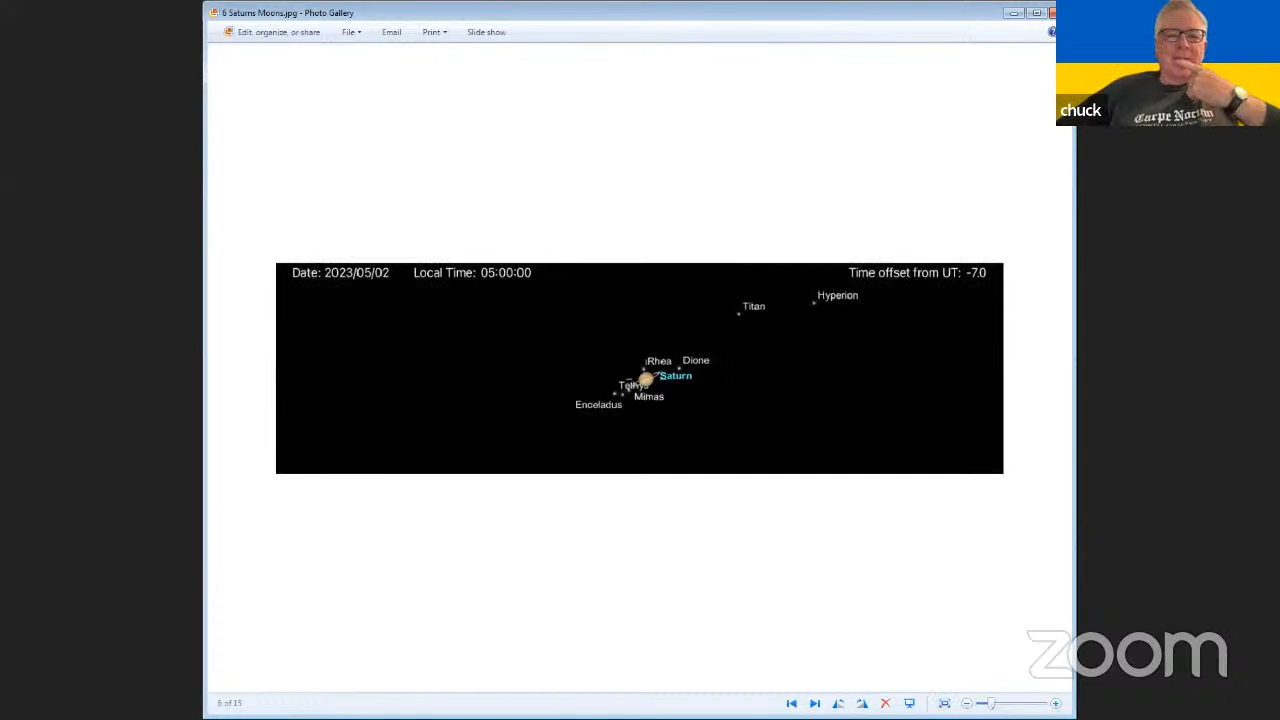 6 Saturns Moons.jpg - Photo Gallery
Edit, organize, or share File Email Print Slide show
chuck
Carpe Noctem
Date: 2023/05/02 Local Time: 05:00:00 Time offset from UT: -7.0
Hyperion
Titan
Rhea Dione
Saturn
Tethys
Mimas
Enceladus
zoom
6 of 15